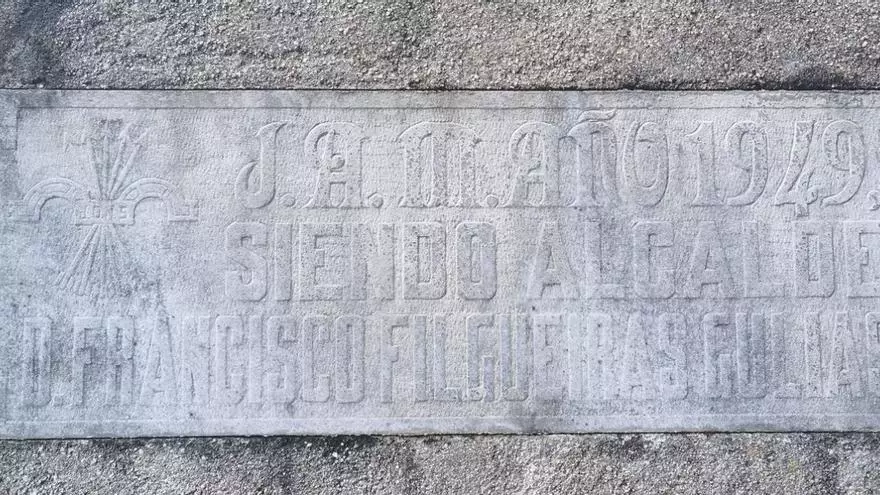 J.A.M. AÑO 1949,
SIENDO ALCALDE
D. FRANCISCO FILGUEIRAS GULIAS